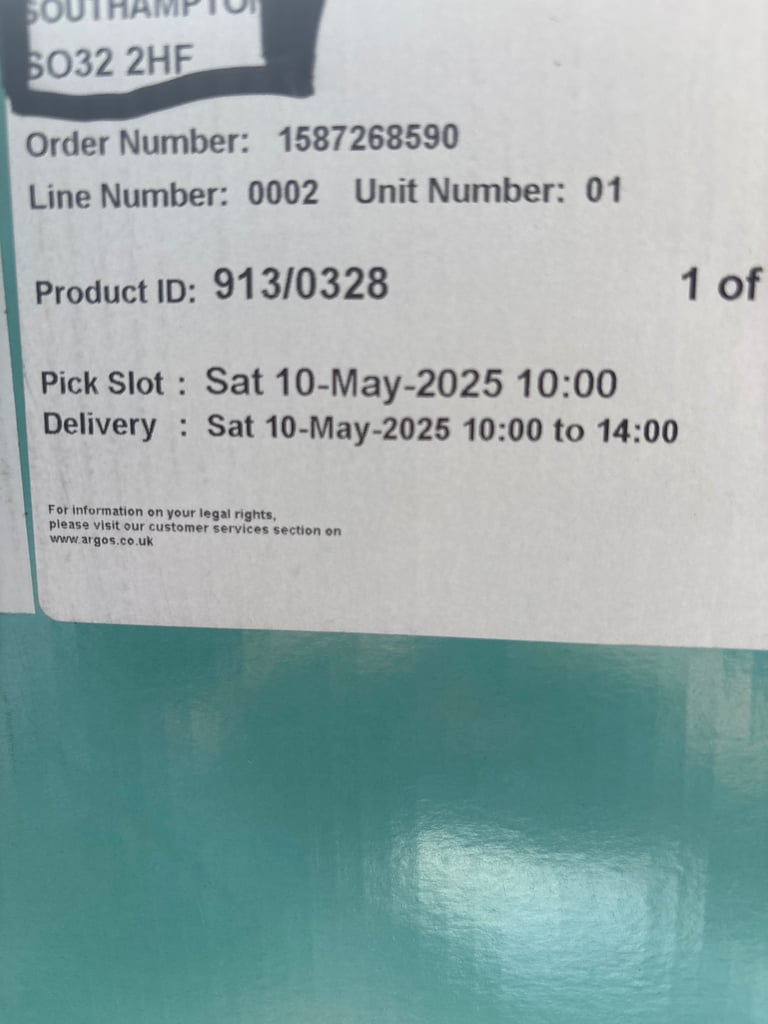 SOUTHAMPTON
SO32 2HF
Order Number: 1587268590
Line Number: 0002 Unit Number: 01
Product ID: 913/0328 1 of
Pick Slot : Sat 10-May-2025 10:00
Delivery : Sat 10-May-2025 10:00 to 14:00
For information on your legal rights,
please visit our customer services section on
www.argos.co.uk